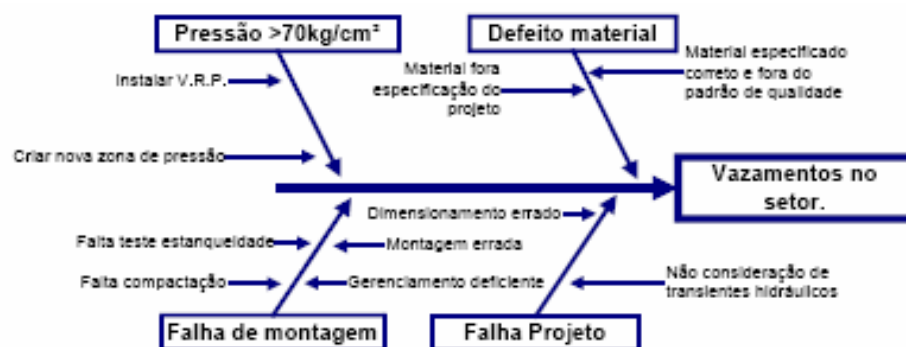 Pressão >70kg/cm²
Defeito material
Instalar V.R.P.
Material fora
especificação do
projeto
Material especificado
correto e fora do
padrão de qualidade
Criar nova zona de pressão
Vazamentos no
setor.
Dimensionamento errado
Falta teste estanqueidade
Montagem errada
Falta compactação
Gerenciamento deficiente
Não consideração de
transientes hidráulicos
Falha de montagem
Falha Projeto